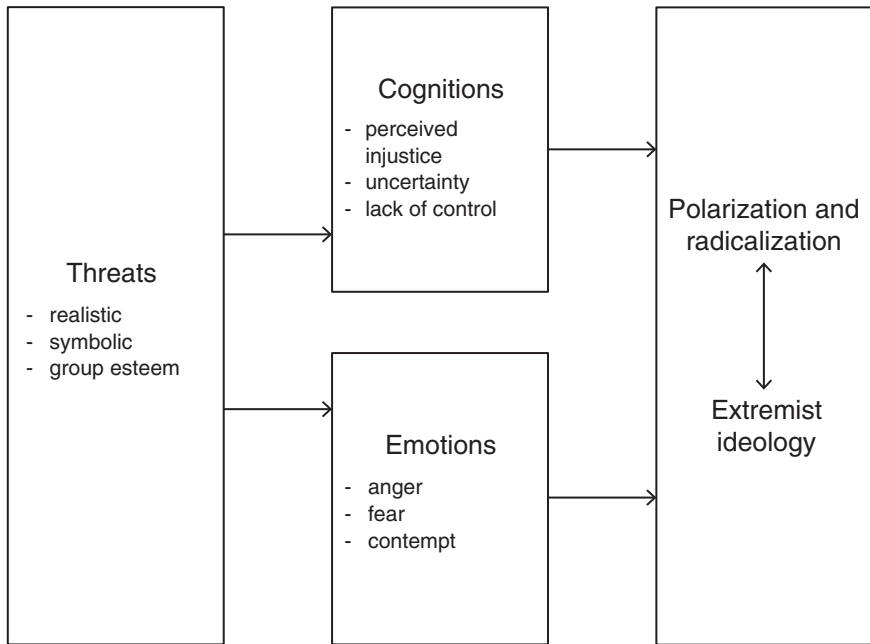 Threats
- realistic
- symbolic
- group esteem
Cognitions
- perceived
injustice
- uncertainty
- lack of control
Emotions
- anger
- fear
- contempt
Polarization and
radicalization
Extremist
ideology